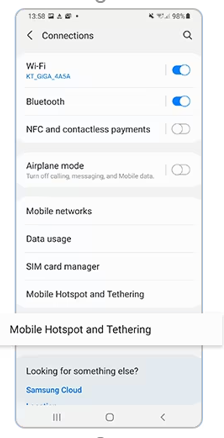 13:58
98%
Connections
Wi-Fi
KT_GiGA_4A5A
Bluetooth
NFC and contactless payments
Airplane mode
Turn off calling, messaging, and Mobile data.
Mobile networks
Data usage
SIM card manager
Mobile Hotspot and Tethering
Mobile Hotspot and Tethering
Looking for something else?
Samsung Cloud